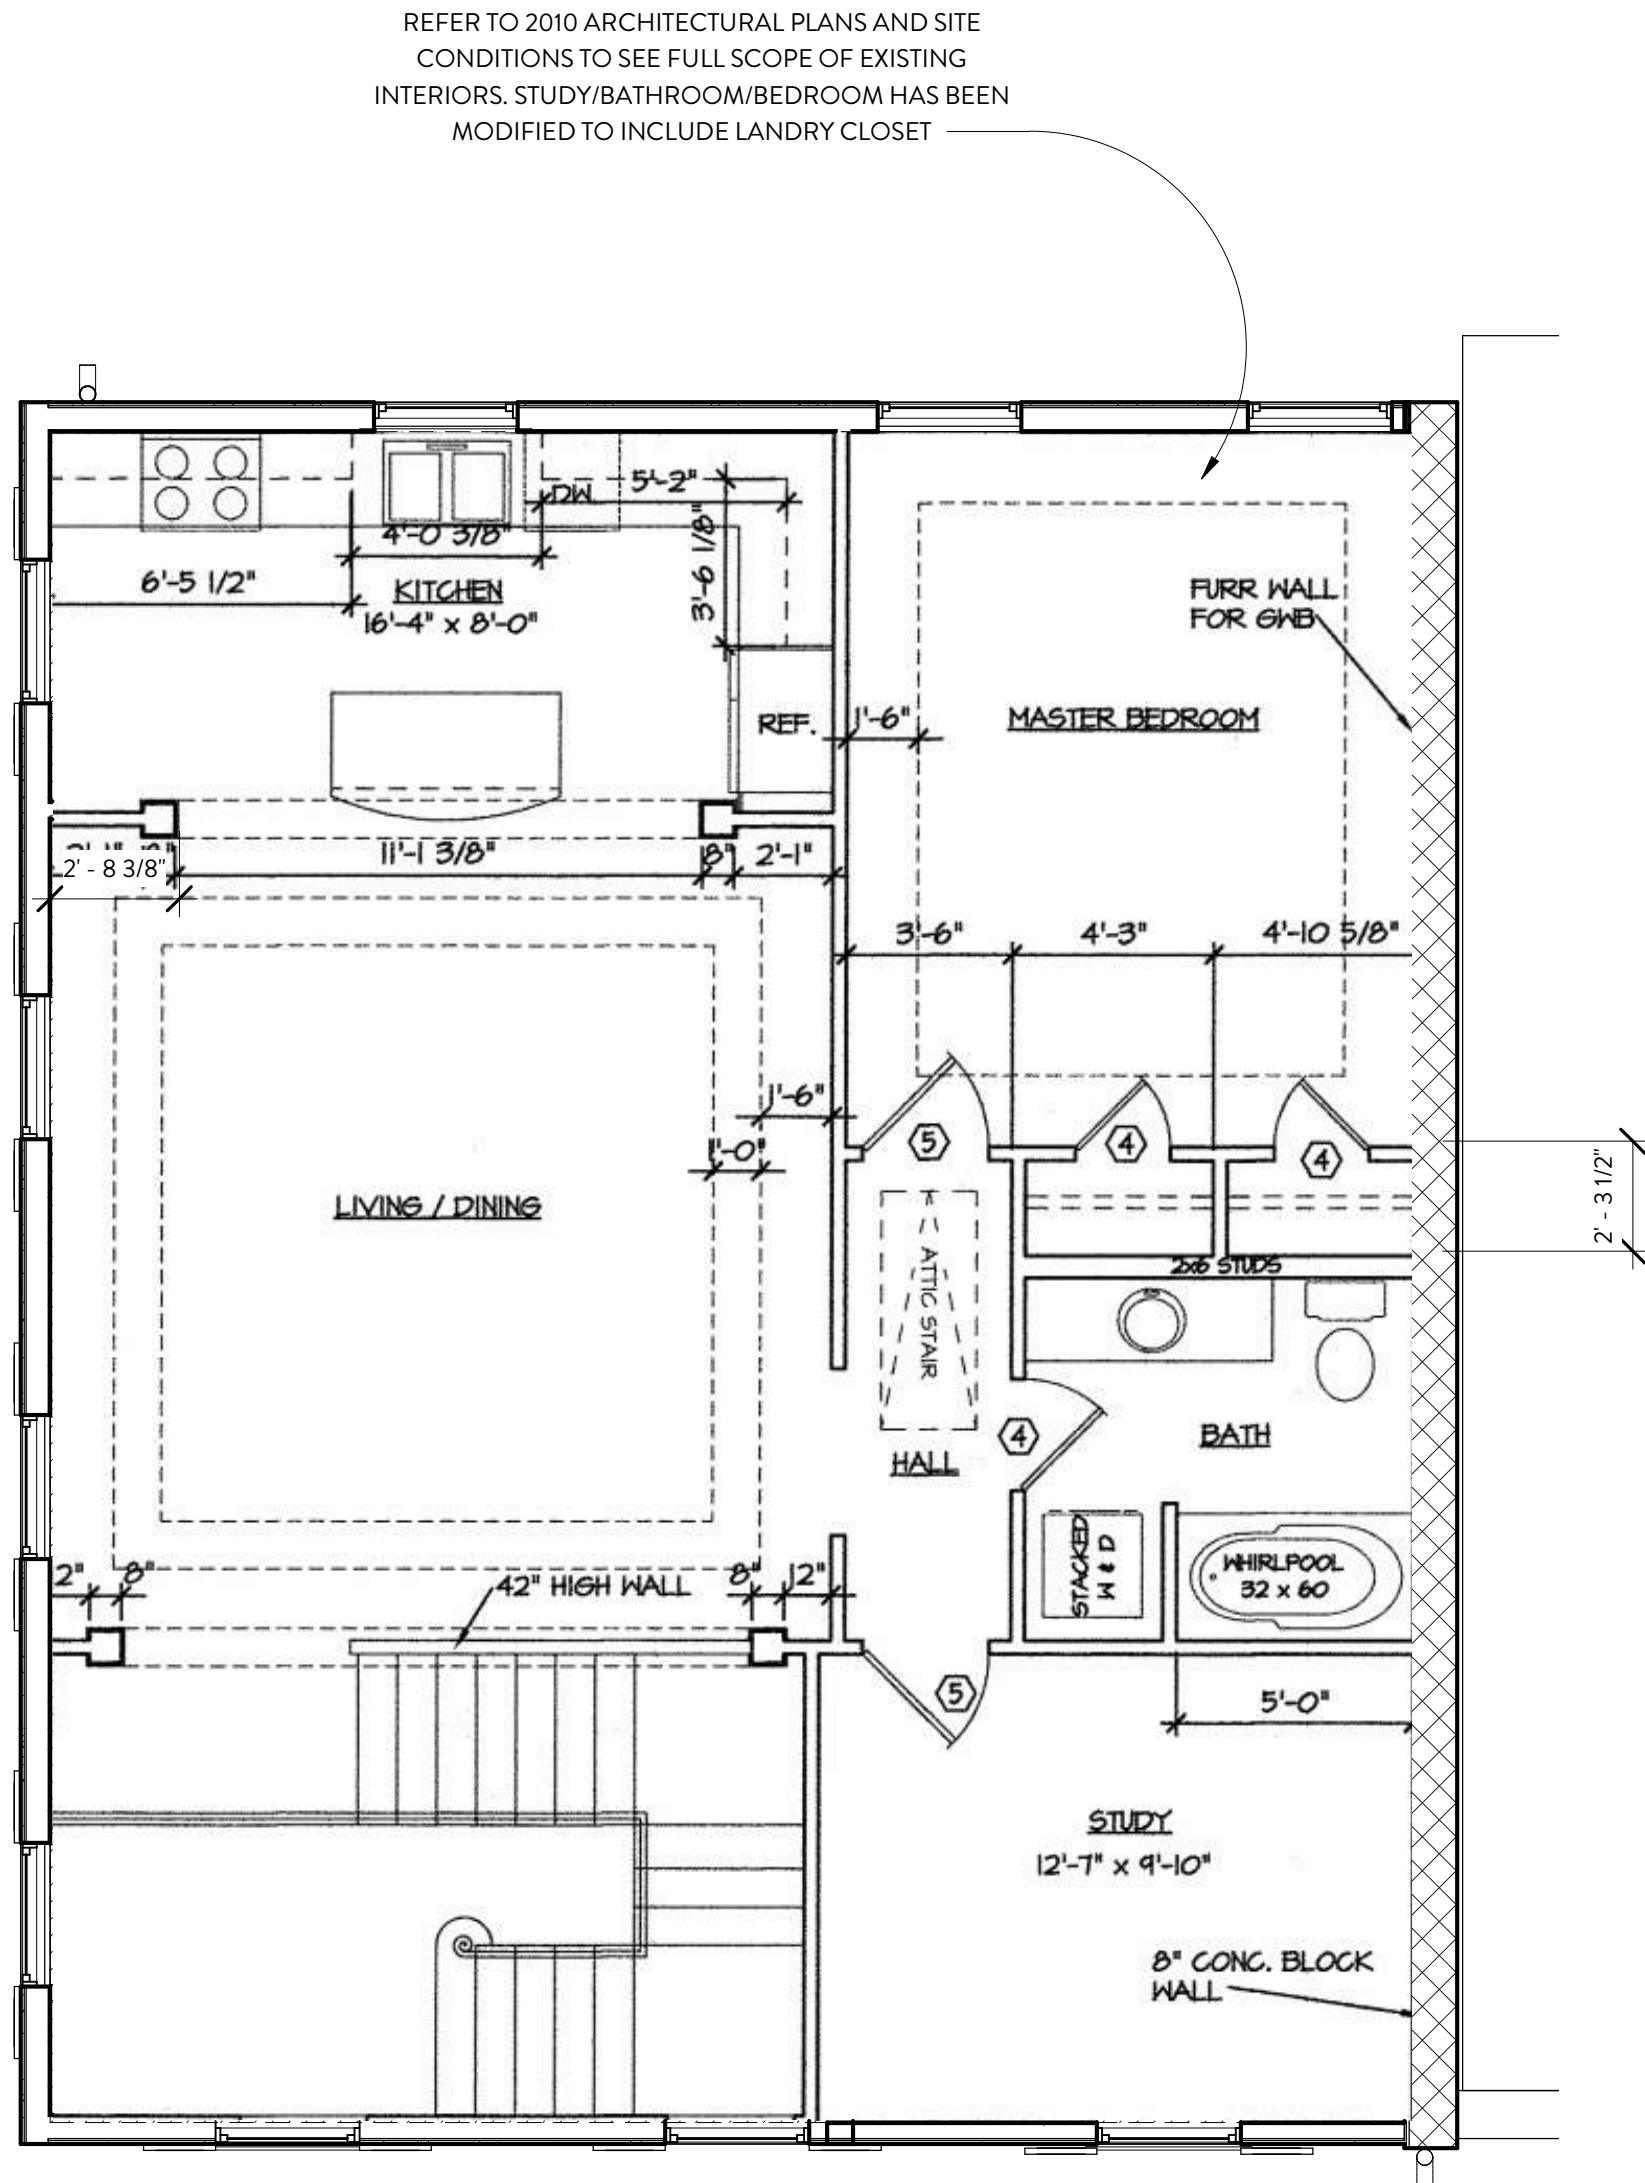 REFER TO 2010 ARCHITECTURAL PLANS AND SITE
CONDITIONS TO SEE FULL SCOPE OF EXISTING
INTERIORS. STUDY/BATHROOM/BEDROOM HAS BEEN
MODIFIED TO INCLUDE LANDRY CLOSET
DW.
5'-2"
4'-0 3/8"
3'-6 1/8"
6'-5 1/2"
KITCHEN
16'-4" x 8'-0"
FURR WALL
FOR GWB
REF.
1'-6"
MASTER BEDROOM
11'-1 3/8"
8"
2'-1"
2' - 8 3/8"
3'-6"
4'-3"
4'-10 5/8"
1'-6"
1'-0"
5
4
4
2' - 3 1/2"
LIVING / DINING
ATTIC STAIR
2x6 STUDS
4
BATH
HALL
STACKED
W & D
WHIRLPOOL
32 x 60
2"
8"
42" HIGH WALL
8"
12"
5
5'-0"
STUDY
12'-7" x 9'-10"
8" CONC. BLOCK
WALL